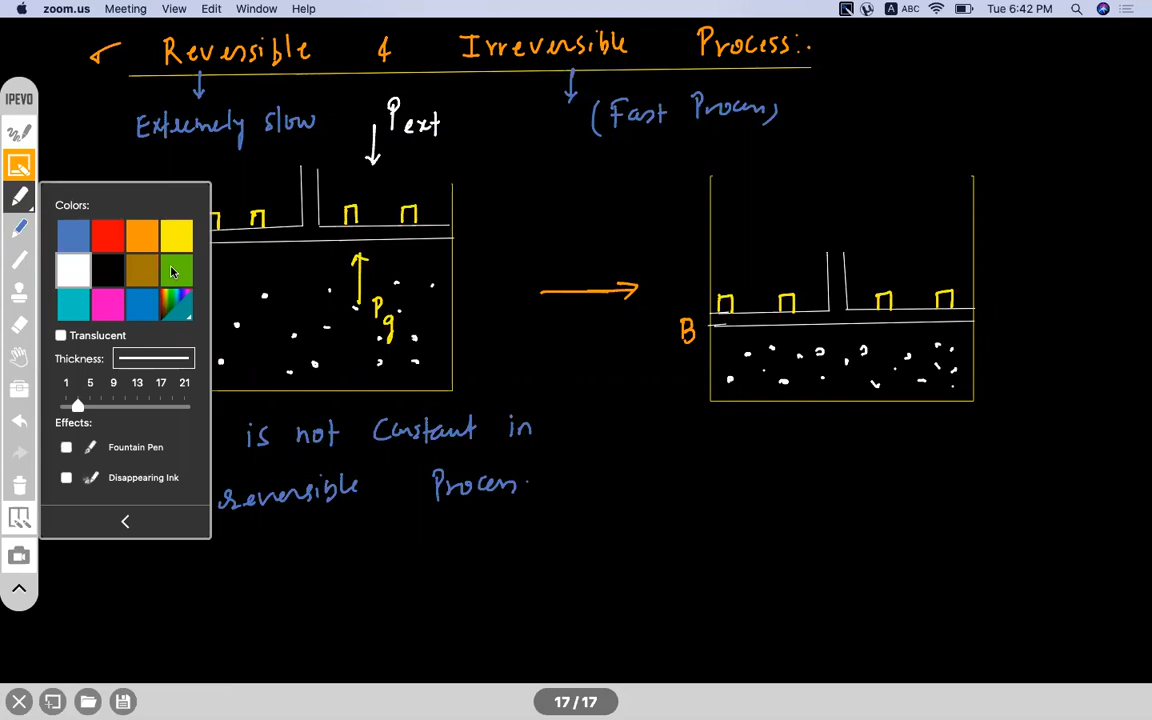 zoom.us Meeting View Edit Window Help A ABC Tue 6:42 PM
Reversible & Irreversible Process:.
IPEVO
Extremely slow Pext (Fast Process)
Colors:
Pg
B
Translucent
Thickness:
1 5 9 13 17 21
Effects:
is not Constant in
Fountain Pen
Disappearing Ink
reversible Process.
17/17